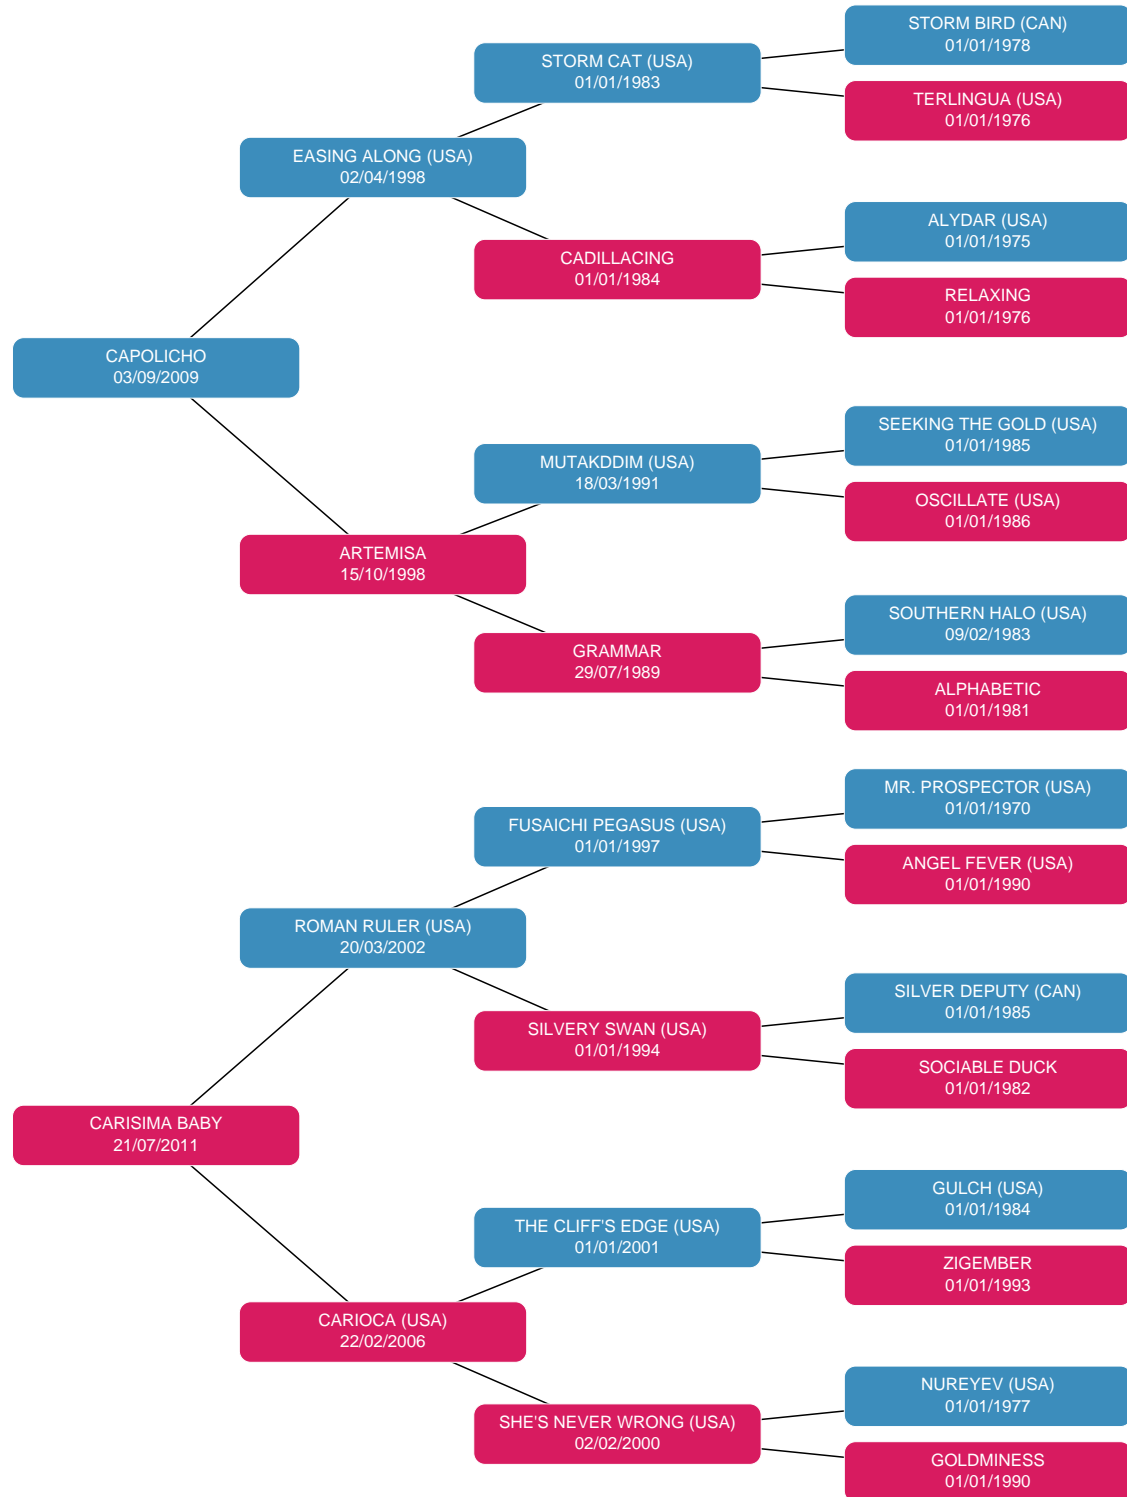 STORM BIRD (CAN)
01/01/1978
STORM CAT (USA)
01/01/1983
TERLINGUA (USA)
01/01/1976
EASING ALONG (USA)
02/04/1998
ALYDAR (USA)
01/01/1975
CADILLACING
01/01/1984
RELAXING
01/01/1976
CAPOLICHO
03/09/2009
SEEKING THE GOLD (USA)
01/01/1985
MUTAKDDIM (USA)
18/03/1991
OSCILLATE (USA)
01/01/1986
ARTEMISA
15/10/1998
SOUTHERN HALO (USA)
09/02/1983
GRAMMAR
29/07/1989
ALPHABETIC
01/01/1981
MR. PROSPECTOR (USA)
01/01/1970
FUSAICHI PEGASUS (USA)
01/01/1997
ANGEL FEVER (USA)
01/01/1990
ROMAN RULER (USA)
20/03/2002
SILVER DEPUTY (CAN)
01/01/1985
SILVERY SWAN (USA)
01/01/1994
SOCIABLE DUCK
01/01/1982
CARISIMA BABY
21/07/2011
GULCH (USA)
01/01/1984
THE CLIFF'S EDGE (USA)
01/01/2001
ZIGEMBER
01/01/1993
CARIOCA (USA)
22/02/2006
NUREYEV (USA)
01/01/1977
SHE'S NEVER WRONG (USA)
02/02/2000
GOLDMINESS
01/01/1990